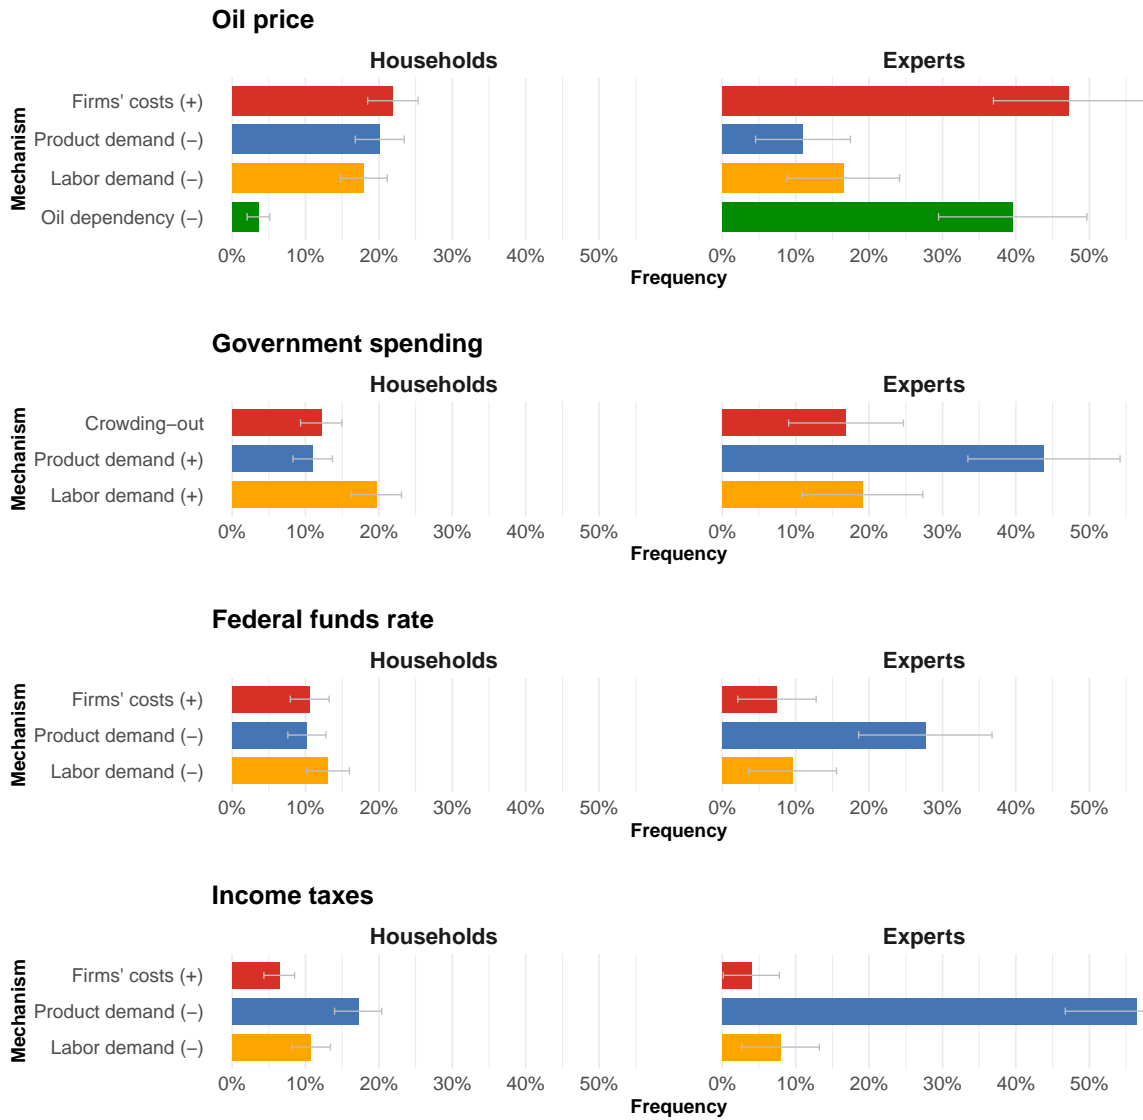 Oil price
Households Experts
Mechanism
Firms' costs (+)
Product demand (−)
Labor demand (−)
Oil dependency (−)
0% 10% 20% 30% 40% 50% 0% 10% 20% 30% 40% 50%
Frequency
Government spending
Households Experts
Mechanism
Crowding−out
Product demand (+)
Labor demand (+)
0% 10% 20% 30% 40% 50% 0% 10% 20% 30% 40% 50%
Frequency
Federal funds rate
Households Experts
Mechanism
Firms' costs (+)
Product demand (−)
Labor demand (−)
0% 10% 20% 30% 40% 50% 0% 10% 20% 30% 40% 50%
Frequency
Income taxes
Households Experts
Mechanism
Firms' costs (+)
Product demand (−)
Labor demand (−)
0% 10% 20% 30% 40% 50% 0% 10% 20% 30% 40% 50%
Frequency